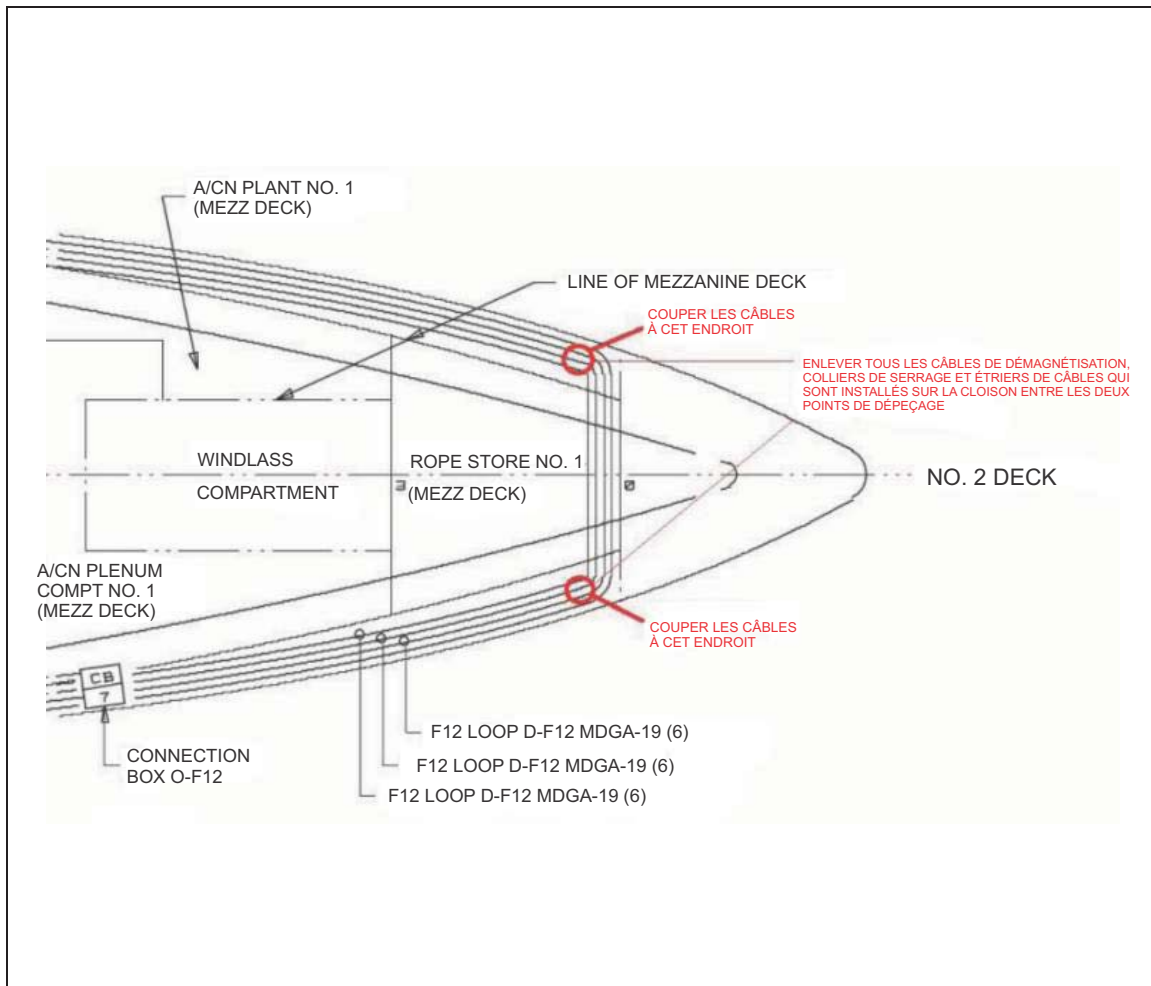 A/CN PLANT NO. 1
(MEZZ DECK)
LINE OF MEZZANINE DECK
COUPER LES CÂBLES
À CET ENDROIT
ENLEVER TOUS LES CÂBLES DE DÉMAGNÉTISATION,
COLLIERS DE SERRAGE ET ÉTRIERS DE CÂBLES QUI
SONT INSTALLÉS SUR LA CLOISON ENTRE LES DEUX
POINTS DE DÉPEÇAGE
WINDLASS
COMPARTMENT
ROPE STORE NO. 1
(MEZZ DECK)
NO. 2 DECK
A/CN PLENUM
COMPT NO. 1
(MEZZ DECK)
COUPER LES CÂBLES
À CET ENDROIT
CB
7
F12 LOOP D-F12 MDGA-19 (6)
F12 LOOP D-F12 MDGA-19 (6)
F12 LOOP D-F12 MDGA-19 (6)
CONNECTION
BOX O-F12